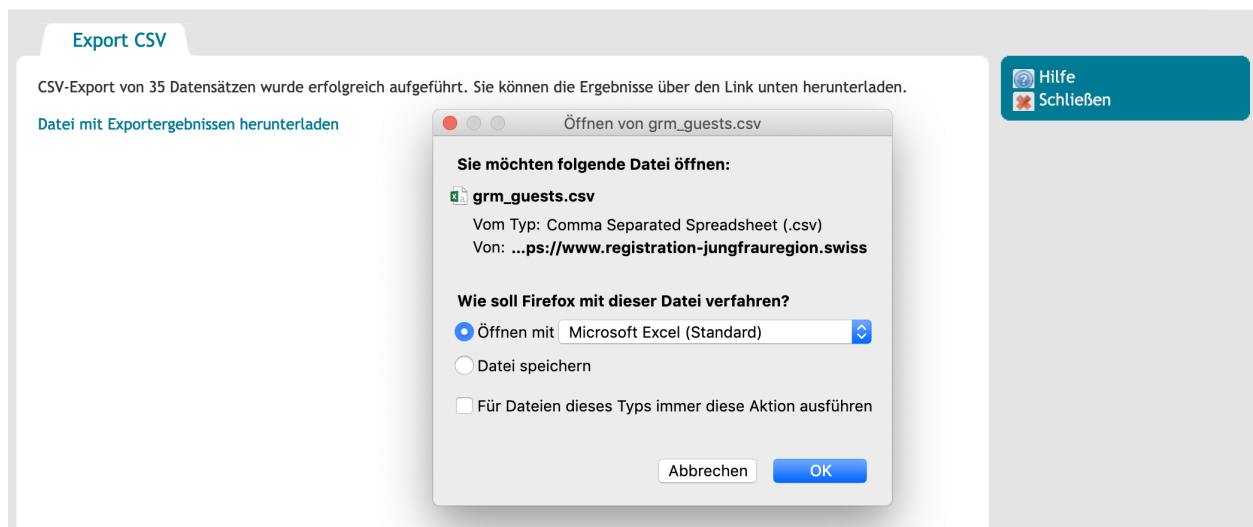 Export CSV
CSV-Export von 35 Datensätzen wurde erfolgreich aufgeführt. Sie können die Ergebnisse über den Link unten herunterladen.
Datei mit Exportergebnissen herunterladen
Hilfe
Schließen
Öffnen von grm_guests.csv
Sie möchten folgende Datei öffnen:
grm_guests.csv
Vom Typ: Comma Separated Spreadsheet (.csv)
Von: ...ps://www.registration-jungfrauregion.swiss
Wie soll Firefox mit dieser Datei verfahren?
Öffnen mit Microsoft Excel (Standard)
Datei speichern
Für Dateien dieses Typs immer diese Aktion ausführen
Abbrechen OK